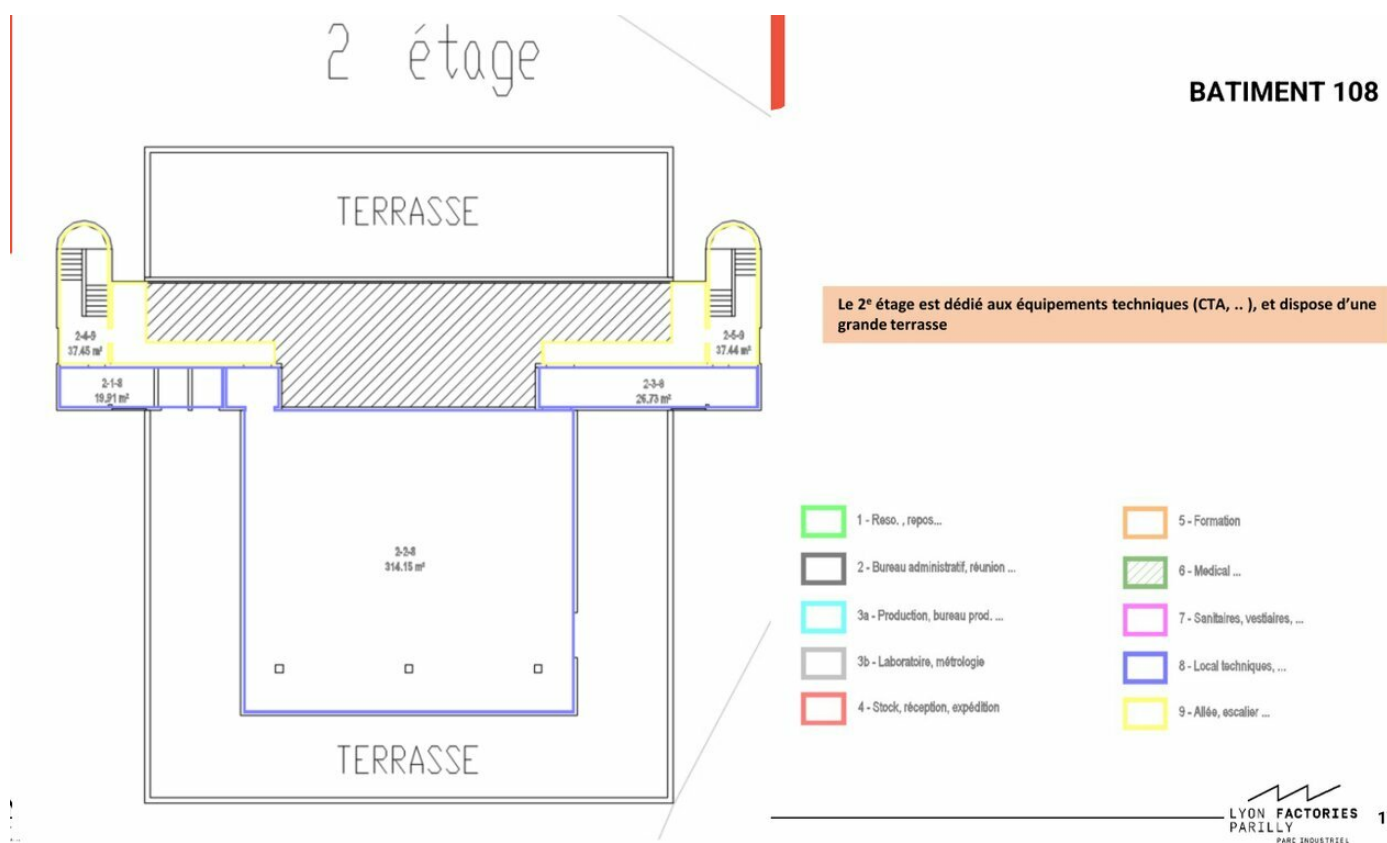 2 étage
BATIMENT 108
TERRASSE
Le 2e étage est dédié aux équipements techniques (CTA, .. ), et dispose d'une
grande terrasse
2-4-9
37.45 m²
2-5-9
37.44 m²
2-1-8
19.91 m²
2-3-8
26.73 m²
2-2-8
314.15 m²
TERRASSE
1 - Reso. , repos...
2 - Bureau administratif, réunion ...
3a - Production, bureau prod. ...
3b - Laboratoire, métrologie
4 - Stock, réception, expédition
5 - Formation
6 - Medical ...
7 - Sanitaires, vestiaires, ...
8 - Local techniques, ...
9 - Allée, escalier ...
LYON FACTORIES
PARILLY
PARC INDUSTRIEL
1